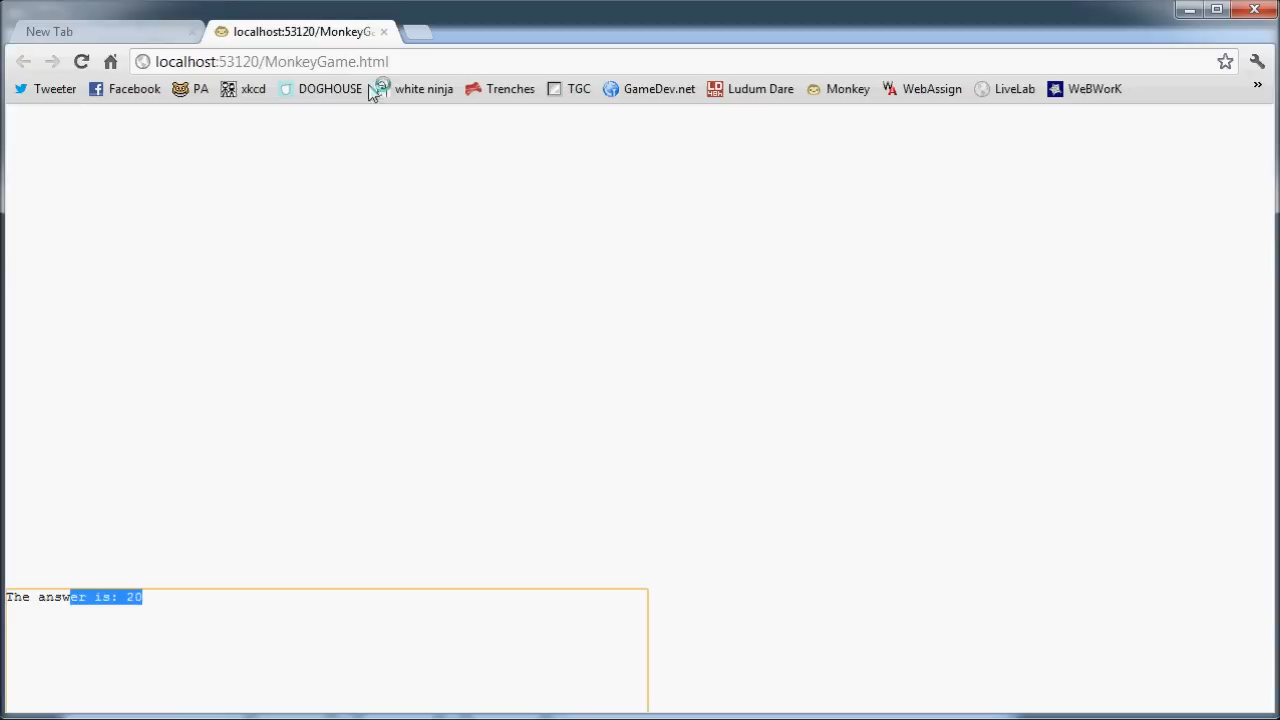 New Tab
localhost:53120/MonkeyGa
localhost:53120/MonkeyGame.html
Tweeter Facebook PA xkcd DOGHOUSE white ninja Trenches TGC GameDev.net Ludum Dare Monkey WebAssign LiveLab WeBWorK »
The answer is: 20